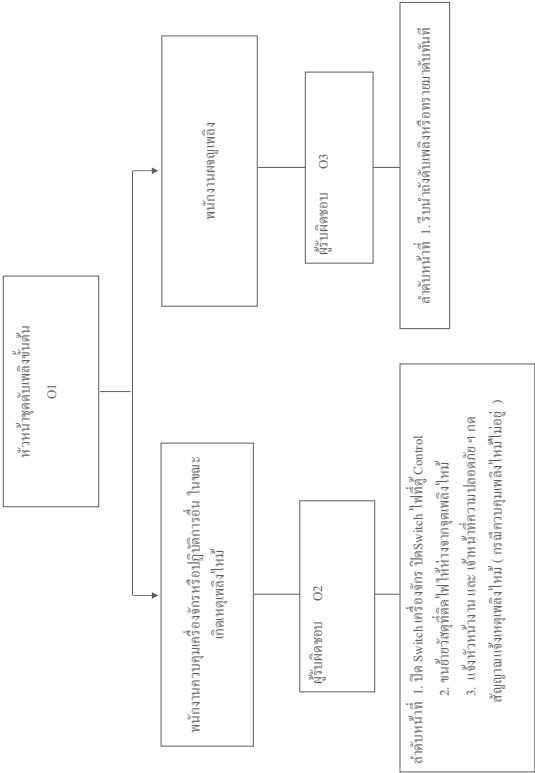 หัวหน้าชุดดับเพลิงขั้นต้น
O1
พนักงานควบคุมเครื่องจักรหรือปฏิบัติการอื่น ในขณะ
เกิดเหตุเพลิงไหม้
ผู้รับผิดชอบ O2
ลำดับหน้าที่ 1. ปิด Switch เครื่องจักร ปิดSwitch ไฟที่ตู้ Control
2. ขนย้ายวัสดุที่ติดไฟให้ห่างจากจุดเพลิงไหม้
3. แจ้งหัวหน้างาน และ เจ้าหน้าที่ความปลอดภัย ฯ กด
สัญญาณแจ้งเหตุเพลิงไหม้ ( กรณีควบคุมเพลิงไหม้ไม่อยู่ )
พนักงานผจญเพลิง
ผู้รับผิดชอบ O3
ลำดับหน้าที่ 1. รีบนำถังดับเพลิงหรือทรายมาดับทันที